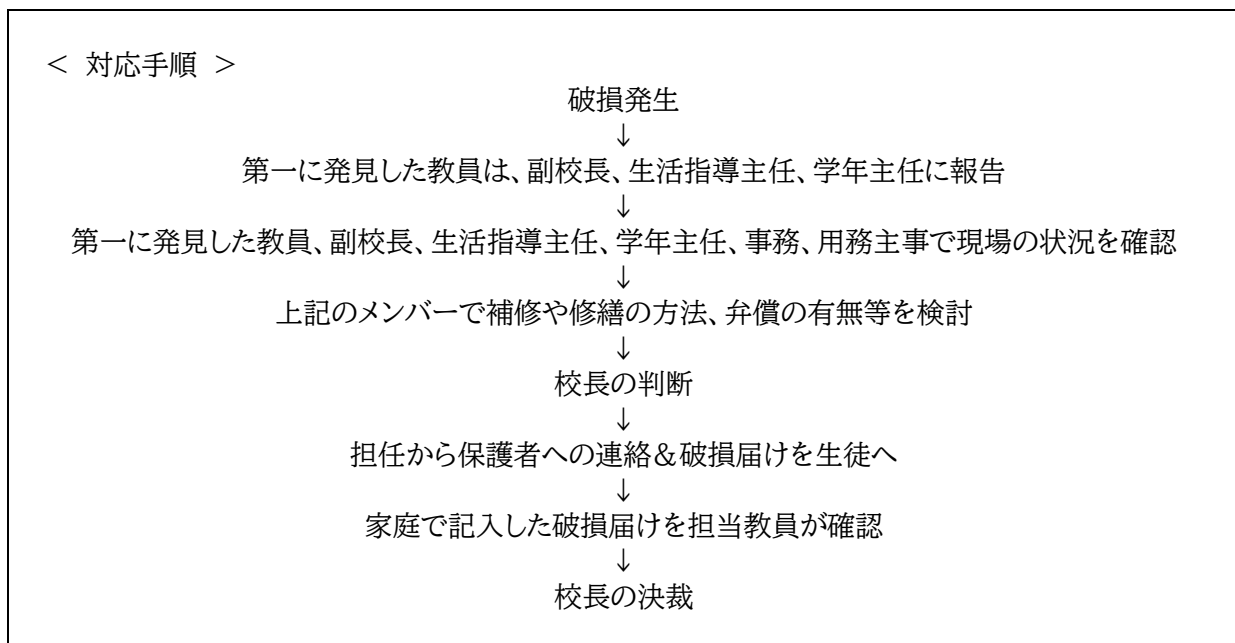 < 対応手順 >
破損発生
↓
第一に発見した教員は、副校長、生活指導主任、学年主任に報告
↓
第一に発見した教員、副校長、生活指導主任、学年主任、事務、用務主事で現場の状況を確認
↓
上記のメンバーで補修や修繕の方法、弁償の有無等を検討
↓
校長の判断
↓
担任から保護者への連絡&破損届けを生徒へ
↓
家庭で記入した破損届けを担当教員が確認
↓
校長の決裁